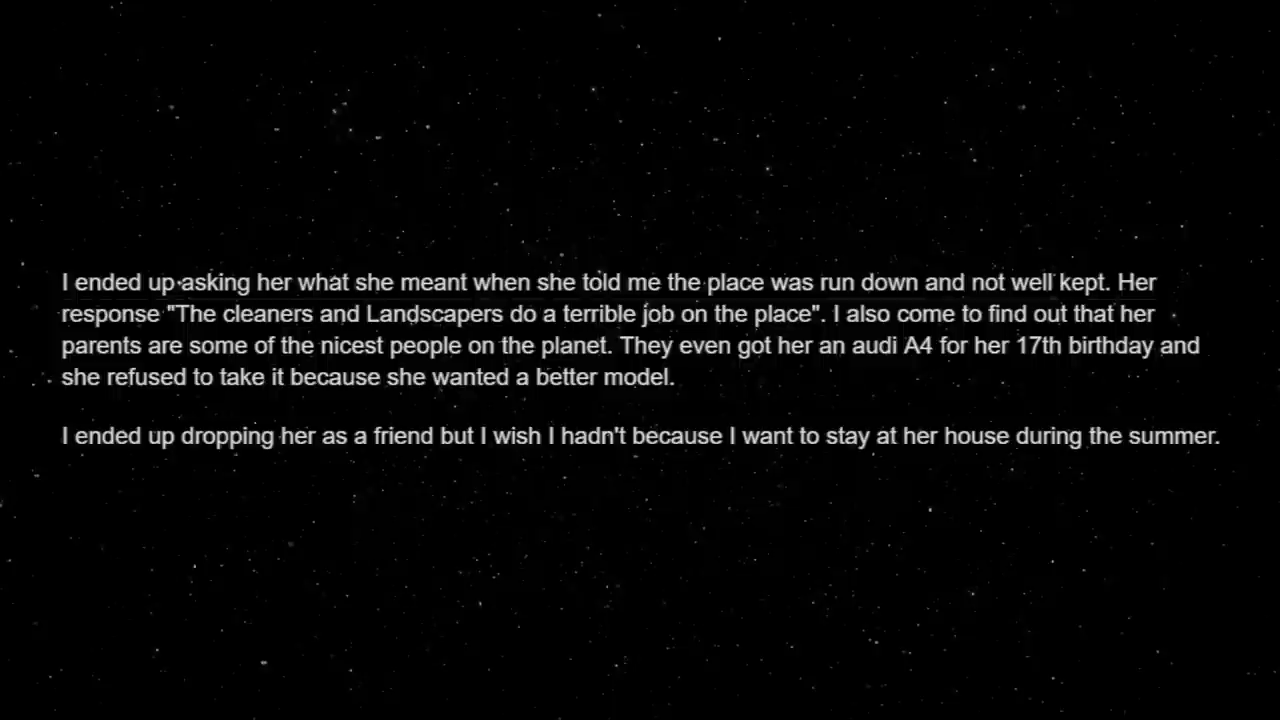 I ended up asking her what she meant when she told me the place was run down and not well kept. Her
response "The cleaners and Landscapers do a terrible job on the place". I also come to find out that her
parents are some of the nicest people on the planet. They even got her an audi A4 for her 17th birthday and
she refused to take it because she wanted a better model.
I ended up dropping her as a friend but I wish I hadn't because I want to stay at her house during the summer.